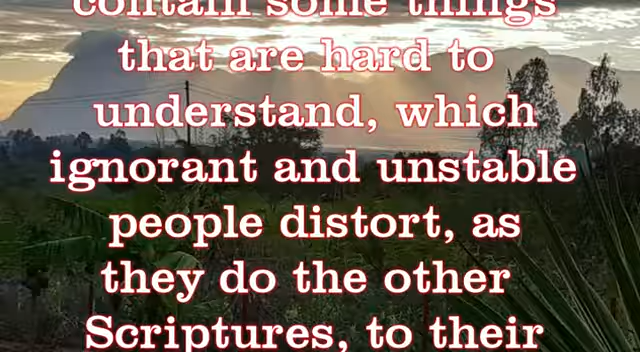 contain some things
that are hard to
understand, which
ignorant and unstable
people distort, as
they do the other
Scriptures, to their